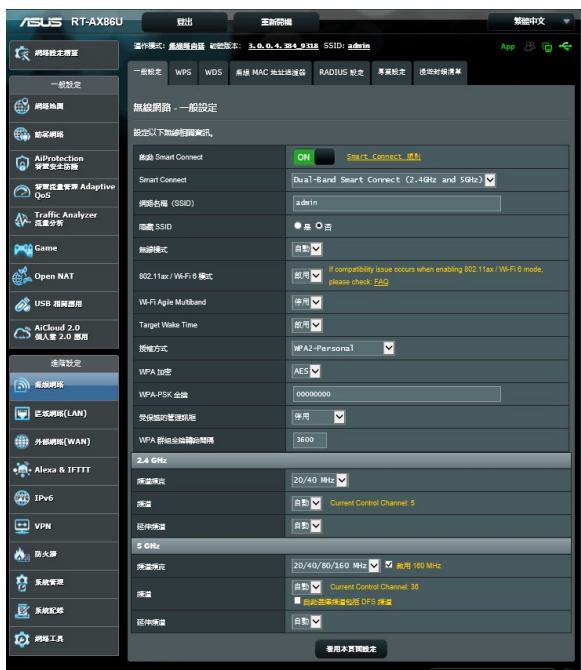 ASUS RT-AX86U 登出 重新開機 繁體中文
操作模式: 無線路由器 韌體版本: 3.0.0.4.384_9318 SSID: admin App
網路設定精靈
一般設定 WPS WDS 無線 MAC 地址過濾器 RADIUS 設定 專業設定 漫遊封鎖清單
一般設定
網路地圖
訪客網路
AiProtection
智慧安全防護
智慧流量管理 Adaptive
QoS
Traffic Analyzer
流量分析
Game
Open NAT
USB 相關應用
AiCloud 2.0
個人雲 2.0 應用
進階設定
無線網路
區域網路(LAN)
外部網路(WAN)
Alexa & IFTTT
IPv6
VPN
防火牆
系統管理
系統記錄
網路工具
無線網路 - 一般設定
設定以下無線相關資訊。
啟動 Smart Connect ON Smart Connect 規則
Smart Connect Dual-Band Smart Connect (2.4GHz and 5GHz)
網路名稱 (SSID) admin
隱藏 SSID 是 否
無線模式 自動
802.11ax / Wi-Fi 6 模式 啟用 If compatibility issue occurs when enabling 802.11ax / Wi-Fi 6 mode,
please check: FAQ
Wi-Fi Agile Multiband 停用
Target Wake Time 啟用
授權方式 WPA2-Personal
WPA 加密 AES
WPA-PSK 金鑰 00000000
受保護的管理訊框 停用
WPA 群組金鑰輪動間隔 3600
2.4 GHz
頻道頻寬 20/40 MHz
頻道 自動 Current Control Channel: 5
延伸頻道 自動
5 GHz
頻道頻寬 20/40/80/160 MHz 啟用 160 MHz
頻道 自動 Current Control Channel: 36
自動選擇頻道包括 DFS 頻道
延伸頻道 自動
套用本頁面設定